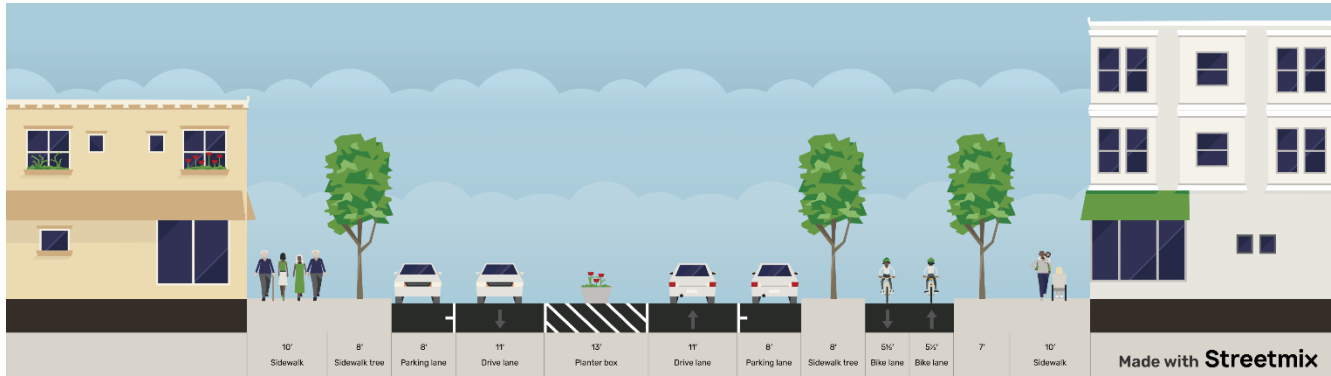 10' 8' 8' 11' 13' 11' 8' 8' 5½' 5½' 7' 10'
Sidewalk Sidewalk tree Parking lane Drive lane Planter box Drive lane Parking lane Sidewalk tree Bike lane Bike lane Sidewalk
Made with Streetmix